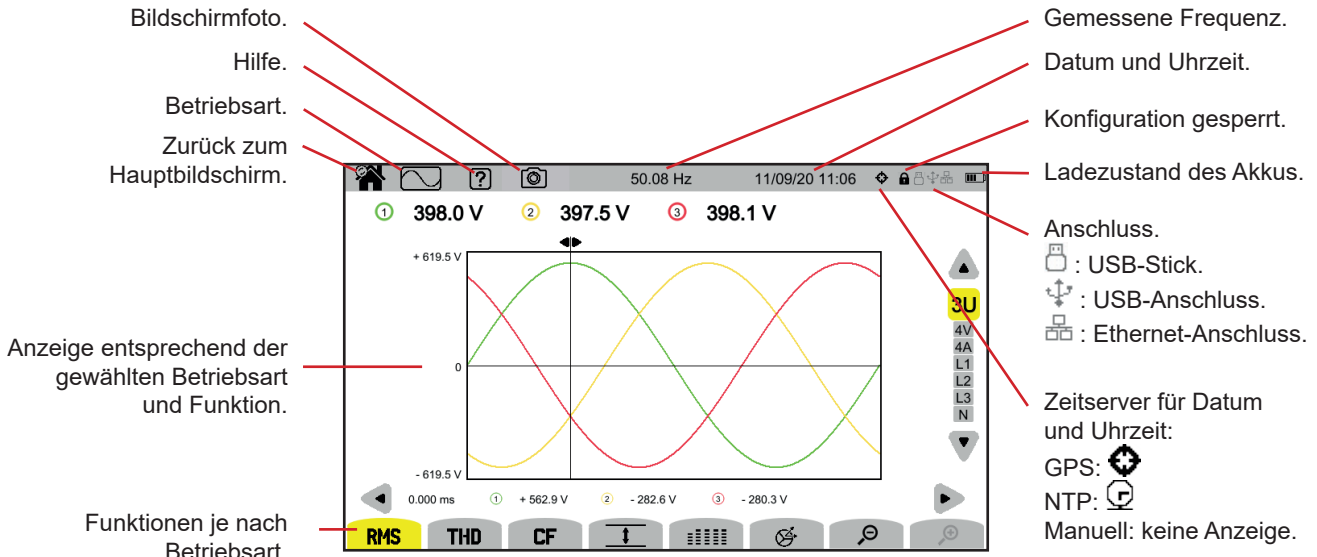 Bildschirmfoto.
Hilfe.
Betriebsart.
Zurück zum
Hauptbildschirm.
Anzeige entsprechend der
gewählten Betriebsart
und Funktion.
Funktionen je nach
Betriebsart.
?
50.08 Hz
11/09/20 11:06
1 398.0 V 2 397.5 V 3 398.1 V
+ 619.5 V
0
- 619.5 V
0.000 ms 1 + 562.9 V 2 - 282.6 V 3 - 280.3 V
3U
4V
4A
L1
L2
L3
N
RMS THD CF
Gemessene Frequenz.
Datum und Uhrzeit.
Konfiguration gesperrt.
Ladezustand des Akkus.
Anschluss.
: USB-Stick.
: USB-Anschluss.
: Ethernet-Anschluss.
Zeitserver für Datum
und Uhrzeit:
GPS:
NTP:
Manuell: keine Anzeige.